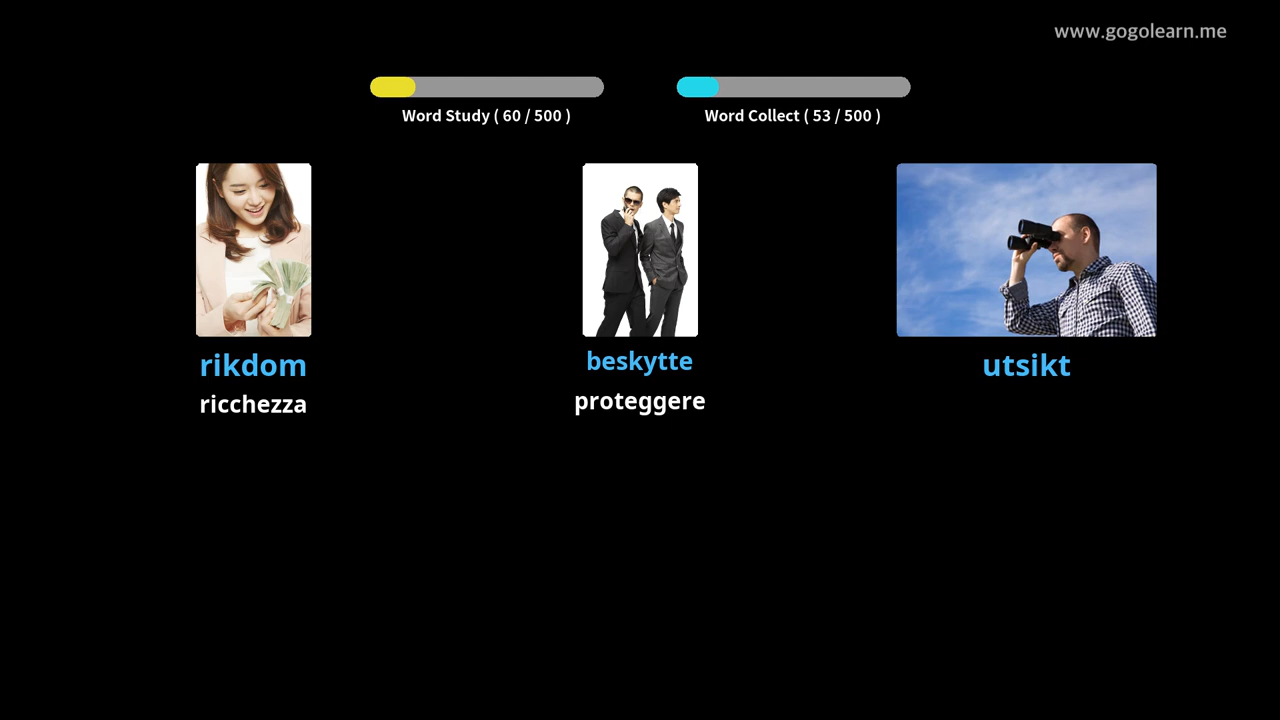 www.gogolearn.me
Word Study ( 60 / 500 )
Word Collect ( 53 / 500 )
rikdom
ricchezza
beskytte
proteggere
utsikt